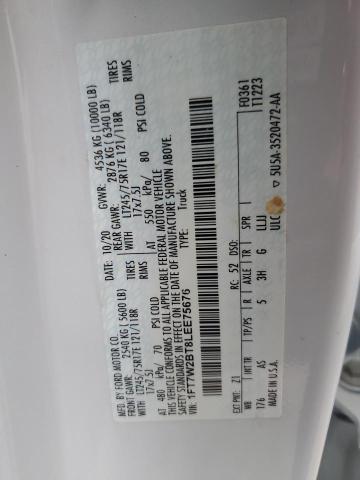 MFG. BY FORD MOTOR CO.
DATE: 10/20 GVWR: 4536 KG (10000 LB)
FRONT GAWR: 2540 KG (5600 LB) REAR GAWR: 2876 KG (6340 LB)
WITH LT245/75R17E 121/118R TIRES WITH LT245/75R17E 121/118R TIRES
17x7.5J RIMS 17x7.5J RIMS
AT 480 kPa/ 70 PSI COLD AT 550 kPa/ 80 PSI COLD
THIS VEHICLE CONFORMS TO ALL APPLICABLE FEDERAL MOTOR VEHICLE
SAFETY STANDARDS IN EFFECT ON THE DATE OF MANUFACTURE SHOWN ABOVE.
VIN: 1FT7W2BT8LEE75676 Truck
F0361
T1223
EXT PNT: Z1 RC: 52 DSO:
WB INT TR TP/PS R AXLE TR SPR
176 AS 5 3H G LLJJ
MADE IN U.S.A. ULC 5U5A-3520472-AA